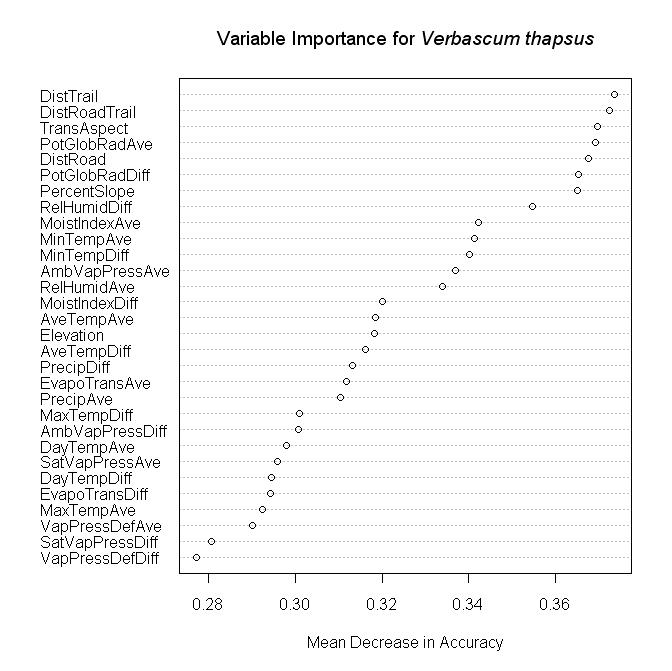 Variable Importance for Verbascum thapsus
DistTrail
DistRoadTrail
TransAspect
PotGlobRadAve
DistRoad
PotGlobRadDiff
PercentSlope
RelHumidDiff
MoistIndexAve
MinTempAve
MinTempDiff
AmbVapPressAve
RelHumidAve
MoistIndexDiff
AveTempAve
Elevation
AveTempDiff
PrecipDiff
EvapoTransAve
PrecipAve
MaxTempDiff
AmbVapPressDiff
DayTempAve
SatVapPressAve
DayTempDiff
EvapoTransDiff
MaxTempAve
VapPressDefAve
SatVapPressDiff
VapPressDefDiff
0.28 0.30 0.32 0.34 0.36
Mean Decrease in Accuracy